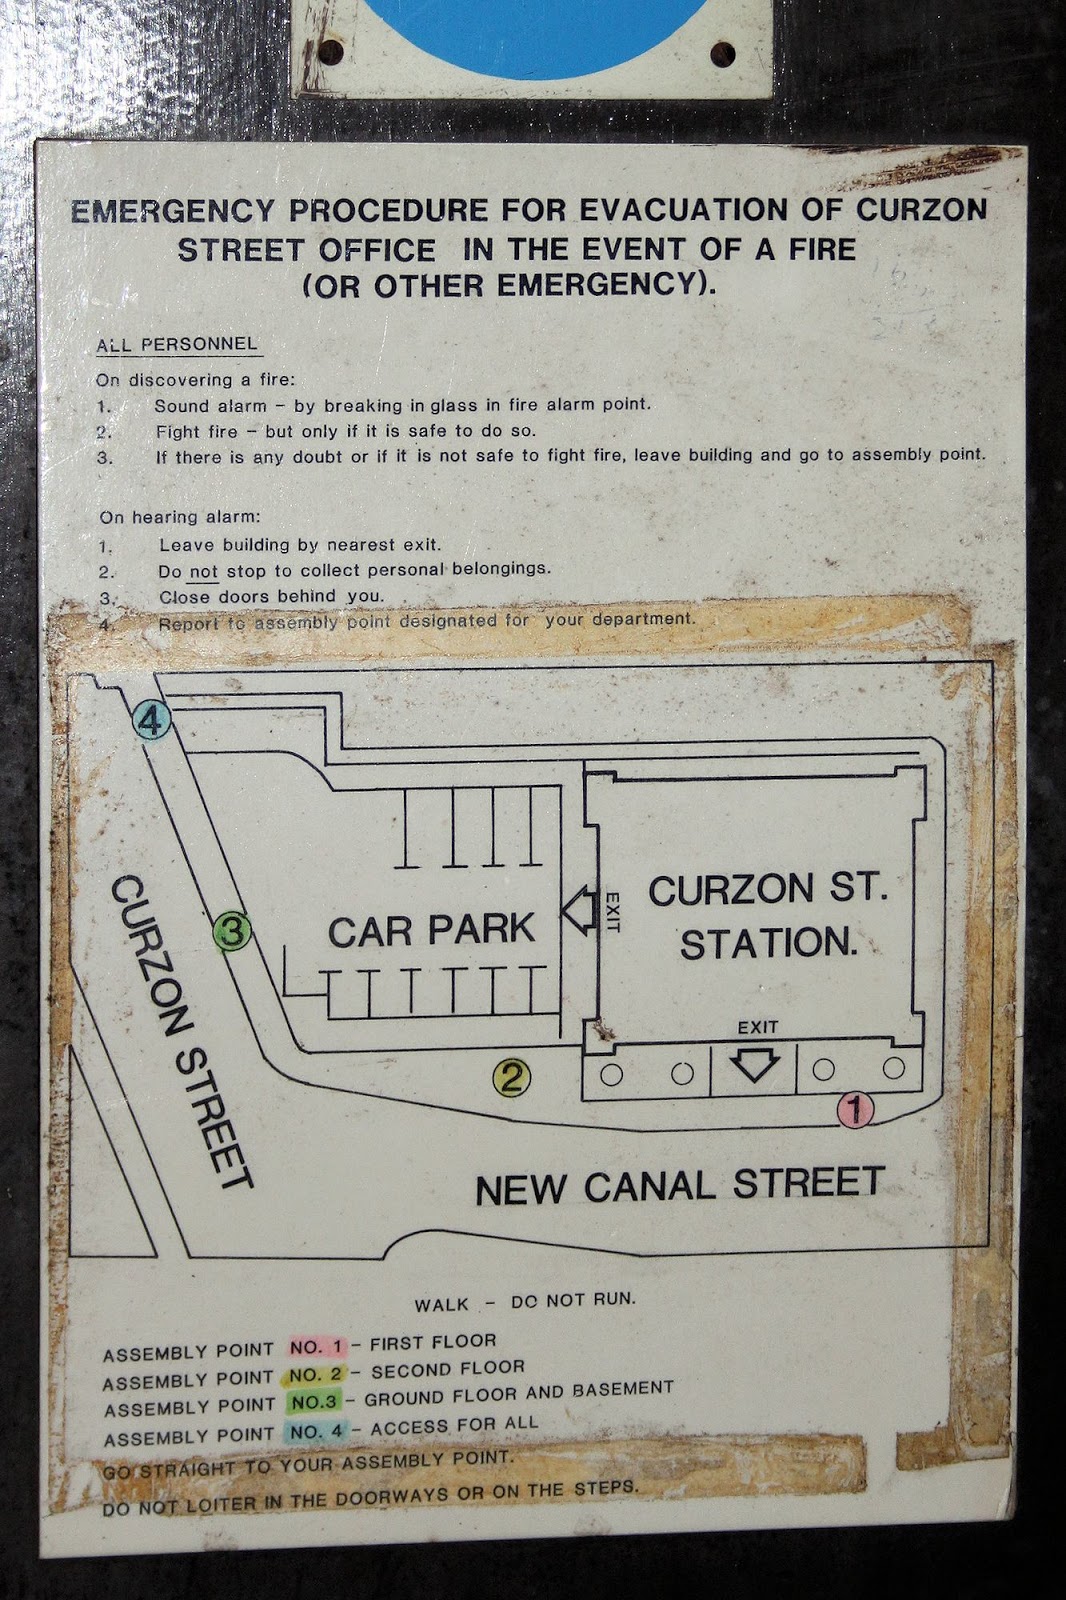 EMERGENCY PROCEDURE FOR EVACUATION OF CURZON
STREET OFFICE IN THE EVENT OF A FIRE
(OR OTHER EMERGENCY).
ALL PERSONNEL
On discovering a fire:
1. Sound alarm - by breaking in glass in fire alarm point.
2. Fight fire - but only if it is safe to do so.
3. If there is any doubt or if it is not safe to fight fire, leave building and go to assembly point.
On hearing alarm:
1. Leave building by nearest exit.
2. Do not stop to collect personal belongings.
3. Close doors behind you.
4. Report to assembly point designated for your department.
4
CURZON ST.
STATION.
EXIT
CAR PARK
3
CURZON STREET
EXIT
2
1
NEW CANAL STREET
WALK - DO NOT RUN.
ASSEMBLY POINT NO. 1 - FIRST FLOOR
ASSEMBLY POINT NO. 2 - SECOND FLOOR
ASSEMBLY POINT NO.3 - GROUND FLOOR AND BASEMENT
ASSEMBLY POINT NO. 4 - ACCESS FOR ALL
GO STRAIGHT TO YOUR ASSEMBLY POINT.
DO NOT LOITER IN THE DOORWAYS OR ON THE STEPS.